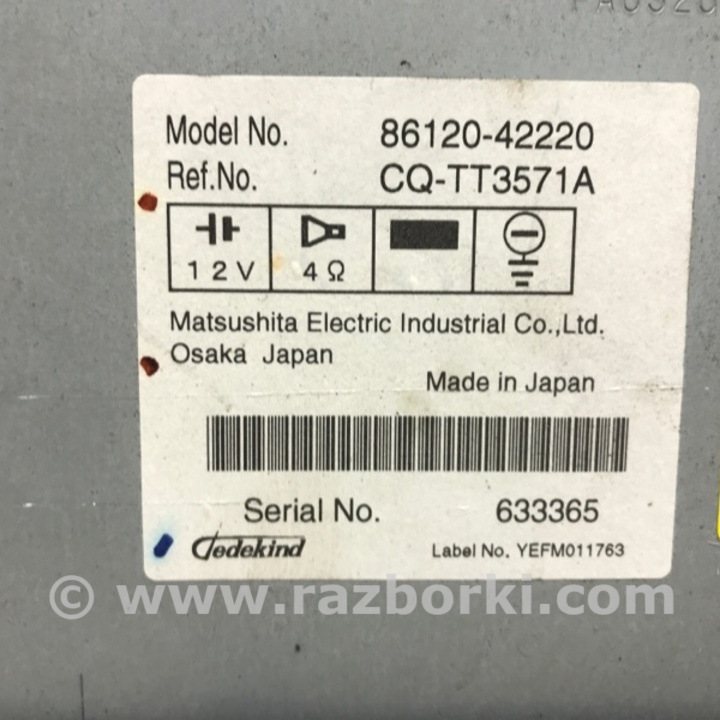 Model No. 86120-42220
Ref.No. CQ-TT3571A
12V 4Ω
Matsushita Electric Industrial Co.,Ltd.
Osaka Japan
Made in Japan
Serial No. 633365
Dedekind Label No. YEFM011763
© www.razborki.com